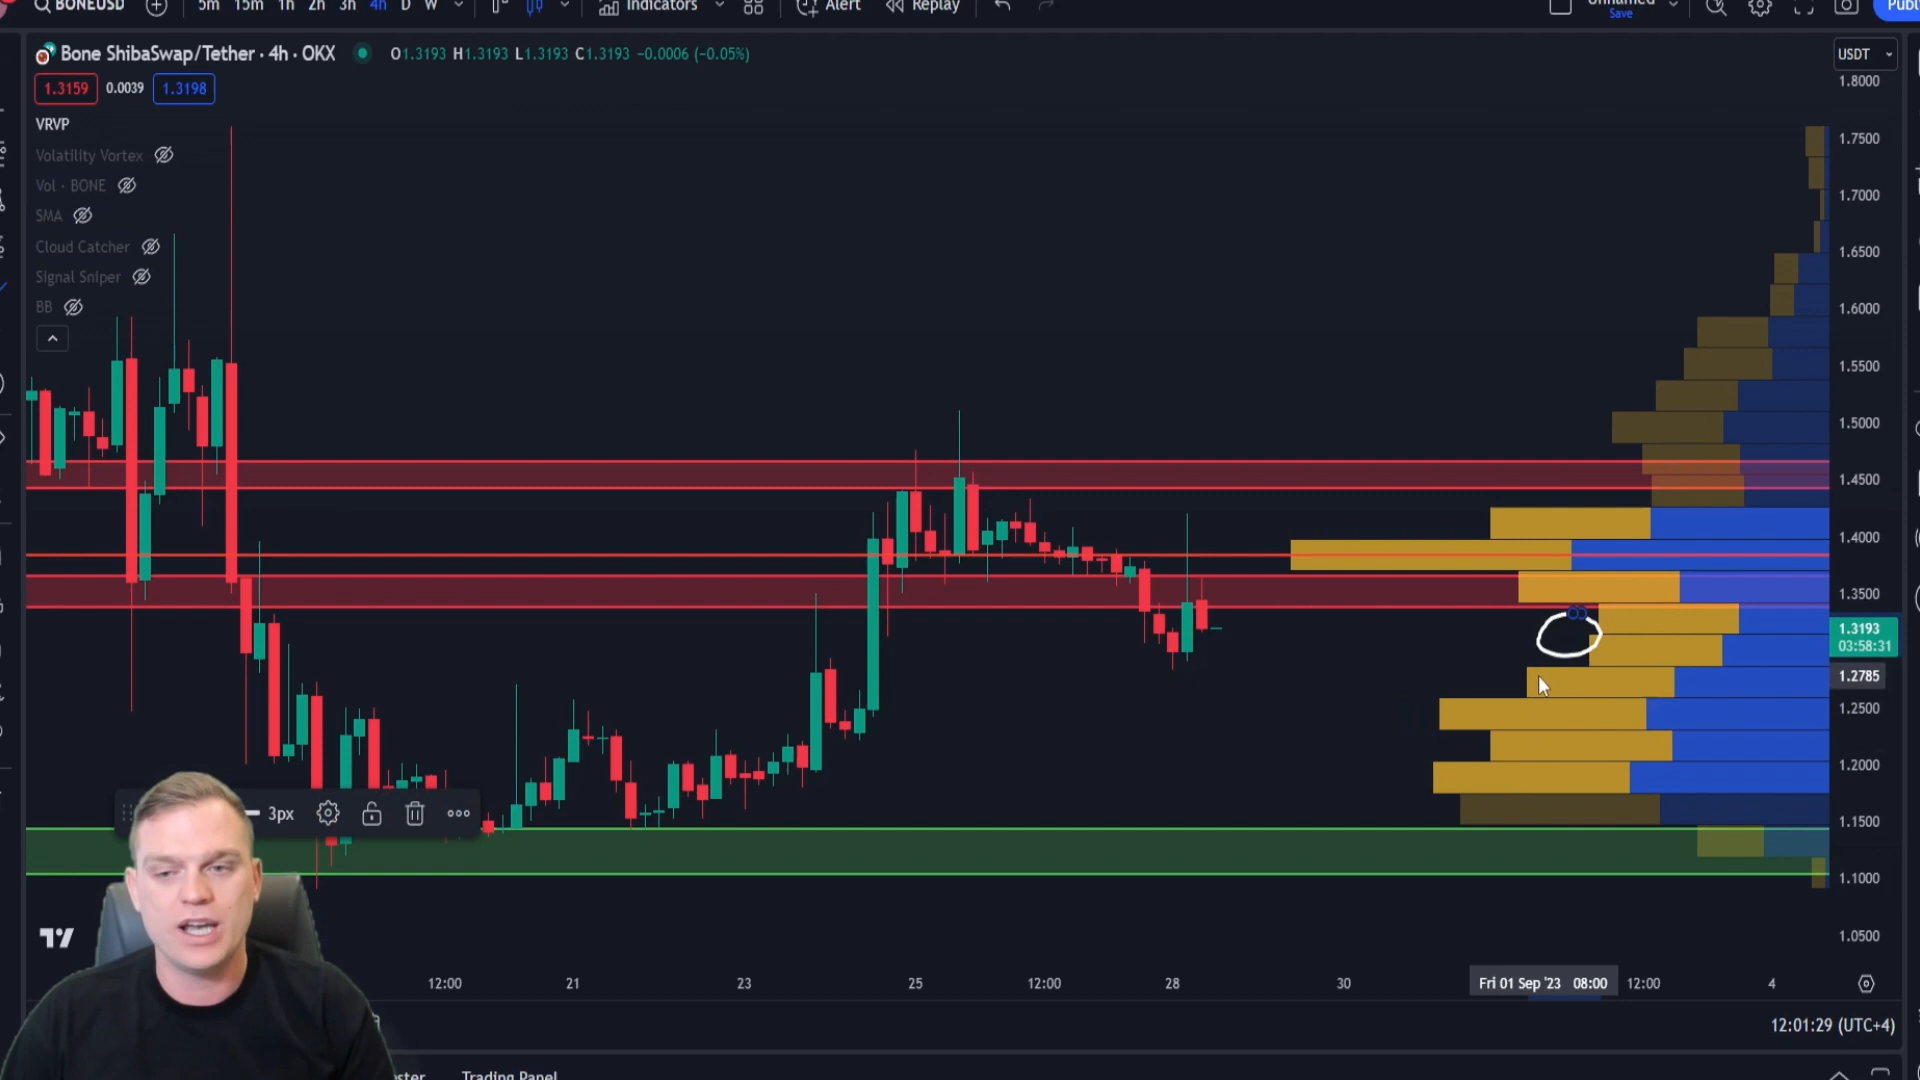 BONEUSD 5m 15m 1h 2h 3h 4h D W Indicators Alert Replay Unnamed Save Publ
Bone ShibaSwap/Tether · 4h · OKX O1.3193 H1.3193 L1.3193 C1.3193 −0.0006 (−0.05%) USDT
1.3159 0.0039 1.3198
VRVP
Volatility Vortex
Vol · BONE
SMA
Cloud Catcher
Signal Sniper
BB
1.8000
1.7500
1.7000
1.6500
1.6000
1.5500
1.5000
1.4500
1.4000
1.3500
1.3193
03:58:31
1.2785
1.2500
1.2000
1.1500
1.1000
1.0500
3px
12:00 21 23 25 12:00 28 30 Fri 01 Sep '23 08:00 12:00 4
12:01:29 (UTC+4)
ster Trading Panel